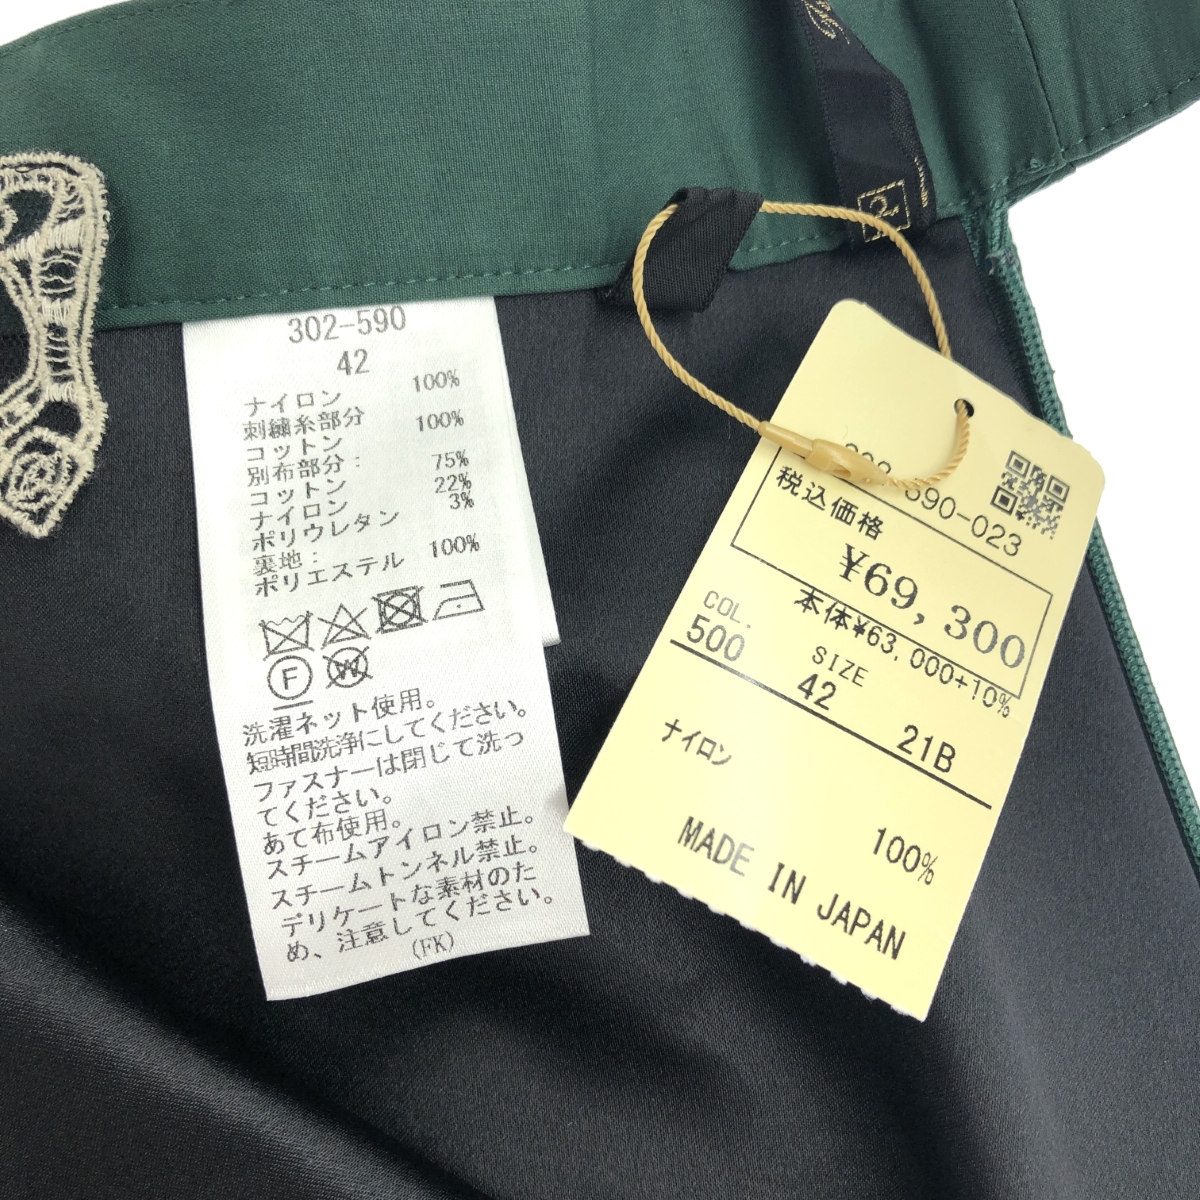 302-590
42
ナイロン 100%
刺繍糸部分
コットン 100%
別布部分:
コットン 75%
ナイロン 22%
ポリウレタン 3%
裏地:
ポリエステル 100%
F W
洗濯ネット使用。
短時間洗浄にしてください。
ファスナーは閉じて洗っ
てください。
あて布使用。
スチームアイロン禁止。
スチームトンネル禁止。
デリケートな素材のた
め、注意してください。
(FK)
590-023
税込価格
¥69,300
本体¥63,000+10%
COL. SIZE
500 42 21B
ナイロン 100%
MADE IN JAPAN